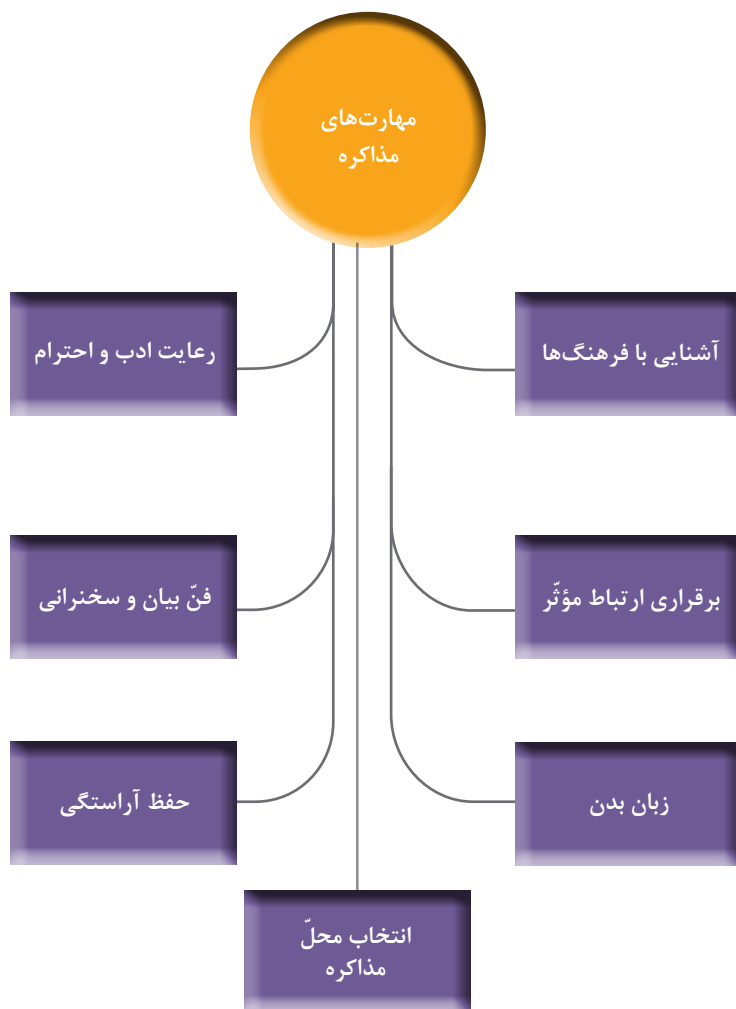 مهارت‌های
مذاکره
آشنایی با فرهنگ‌ها
رعایت ادب و احترام
برقراری ارتباط مؤثّر
فنّ بیان و سخنرانی
زبان بدن
حفظ آراستگی
انتخاب محلّ
مذاکره